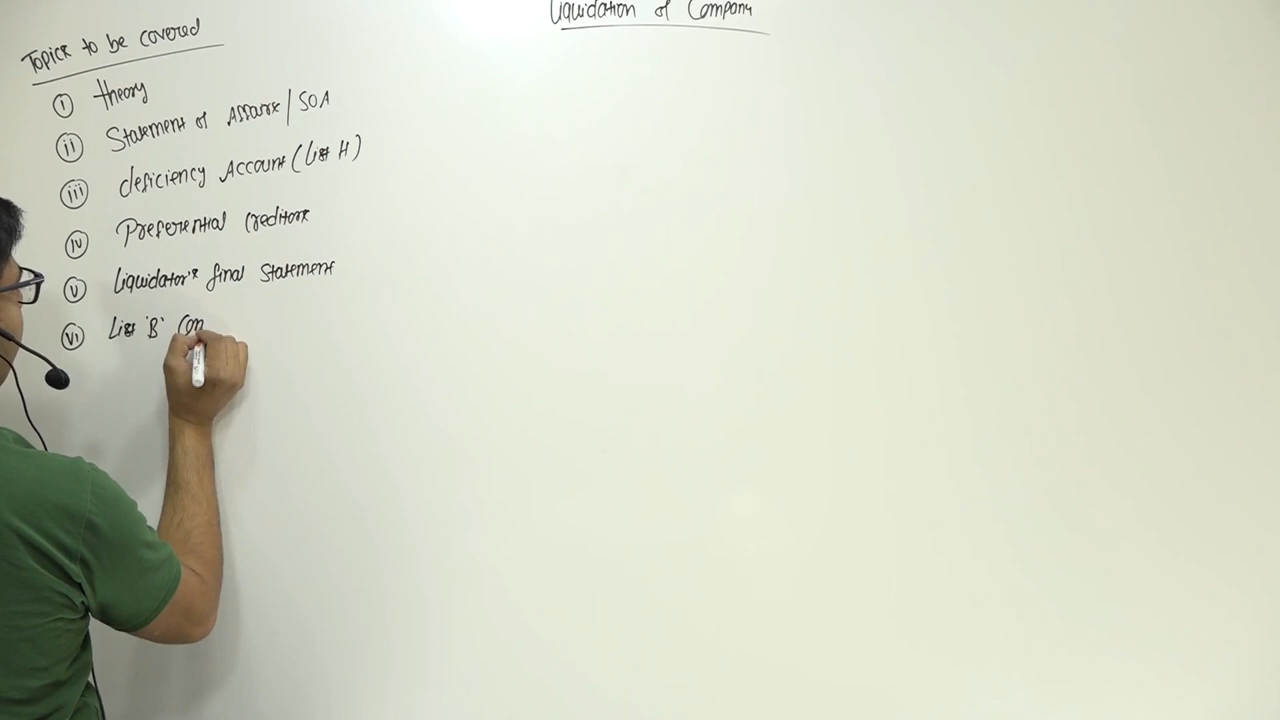 Liquidation of Company
Topics to be covered
(i) theory
(ii) Statement of Affairs / SOA
(iii) deficiency Account (List H)
(iv) Preferential Creditors
(v) Liquidator's final Statement
(vi) List 'B' Con